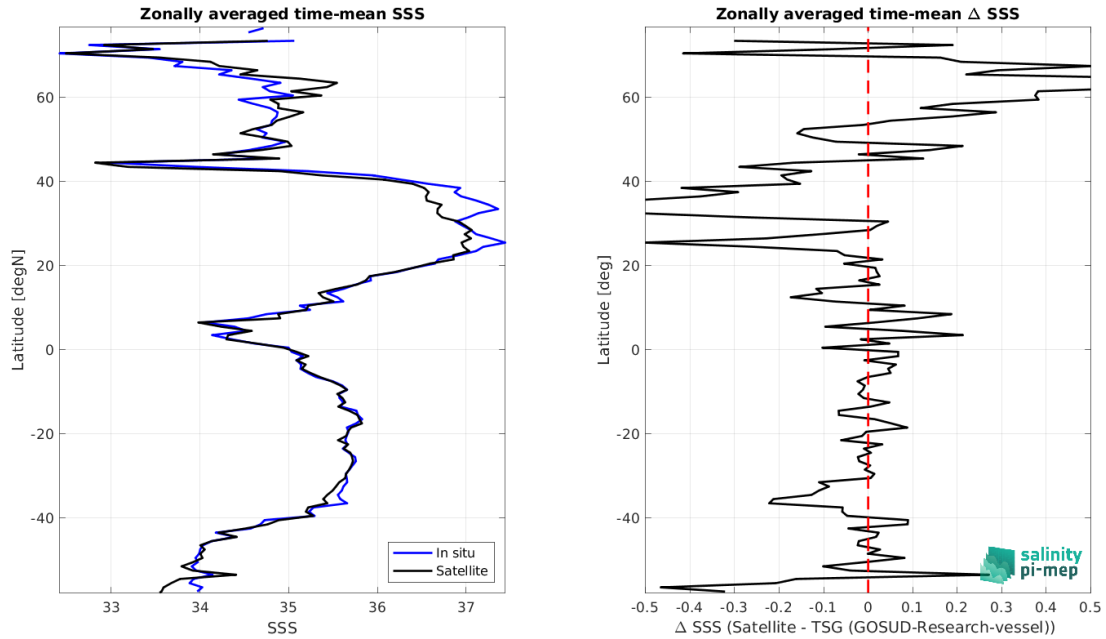 Zonally averaged time-mean SSS
60
40
20
0
-20
-40
Latitude [degN]
33
34
35
36
37
SSS
In situ
Satellite
Zonally averaged time-mean Δ SSS
60
40
20
0
-20
-40
Latitude [deg]
-0.5
-0.4
-0.3
-0.2
-0.1
0
0.1
0.2
0.3
0.4
0.5
Δ SSS (Satellite - TSG (GOSUD-Research-vessel))
salinity
pi-mep